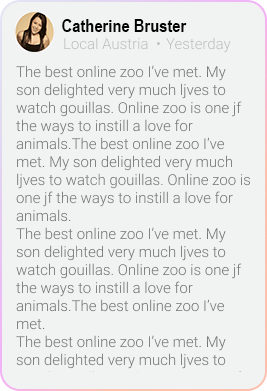 Catherine Bruster
Local Austria • Yesterday
The best online zoo I’ve met. My
son delighted very much ljves to
watch gouillas. Online zoo is one jf
the ways to instill a love for
animals.The best online zoo I’ve
met. My son delighted very much
ljves to watch gouillas. Online zoo is
one jf the ways to instill a love for
animals.
The best online zoo I’ve met. My
son delighted very much ljves to
watch gouillas. Online zoo is one jf
the ways to instill a love for
animals.The best online zoo I’ve
met.
The best online zoo I’ve met. My
son delighted very much ljves to